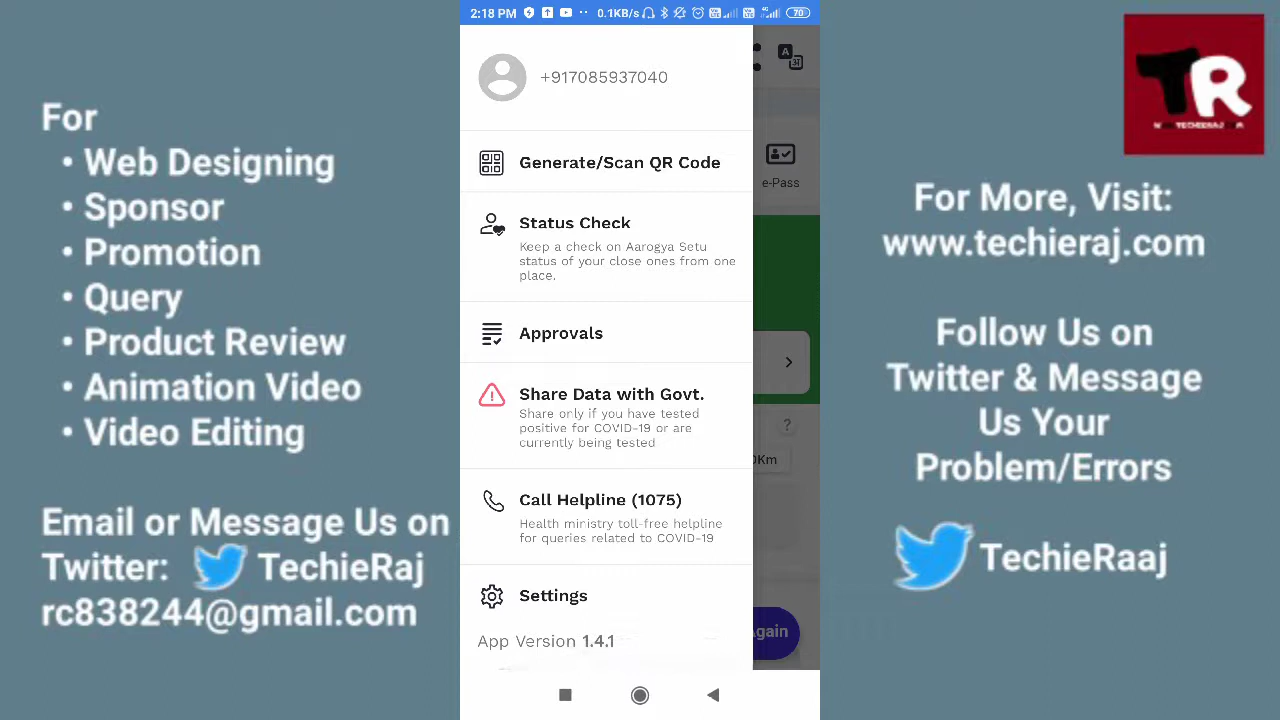 For
• Web Designing
• Sponsor
• Promotion
• Query
• Product Review
• Animation Video
• Video Editing
Email or Message Us on
Twitter: TechieRaj
rc838244@gmail.com
2:18 PM 0.1KB/s 4G 70
+917085937040
Generate/Scan QR Code
Status Check
Keep a check on Aarogya Setu
status of your close ones from one
place.
Approvals
Share Data with Govt.
Share only if you have tested
positive for COVID-19 or are
currently being tested
Call Helpline (1075)
Health ministry toll-free helpline
for queries related to COVID-19
Settings
App Version 1.4.1
e-Pass
?
0Km
Again
TR
For More, Visit:
www.techieraj.com
Follow Us on
Twitter & Message
Us Your
Problem/Errors
TechieRaaj